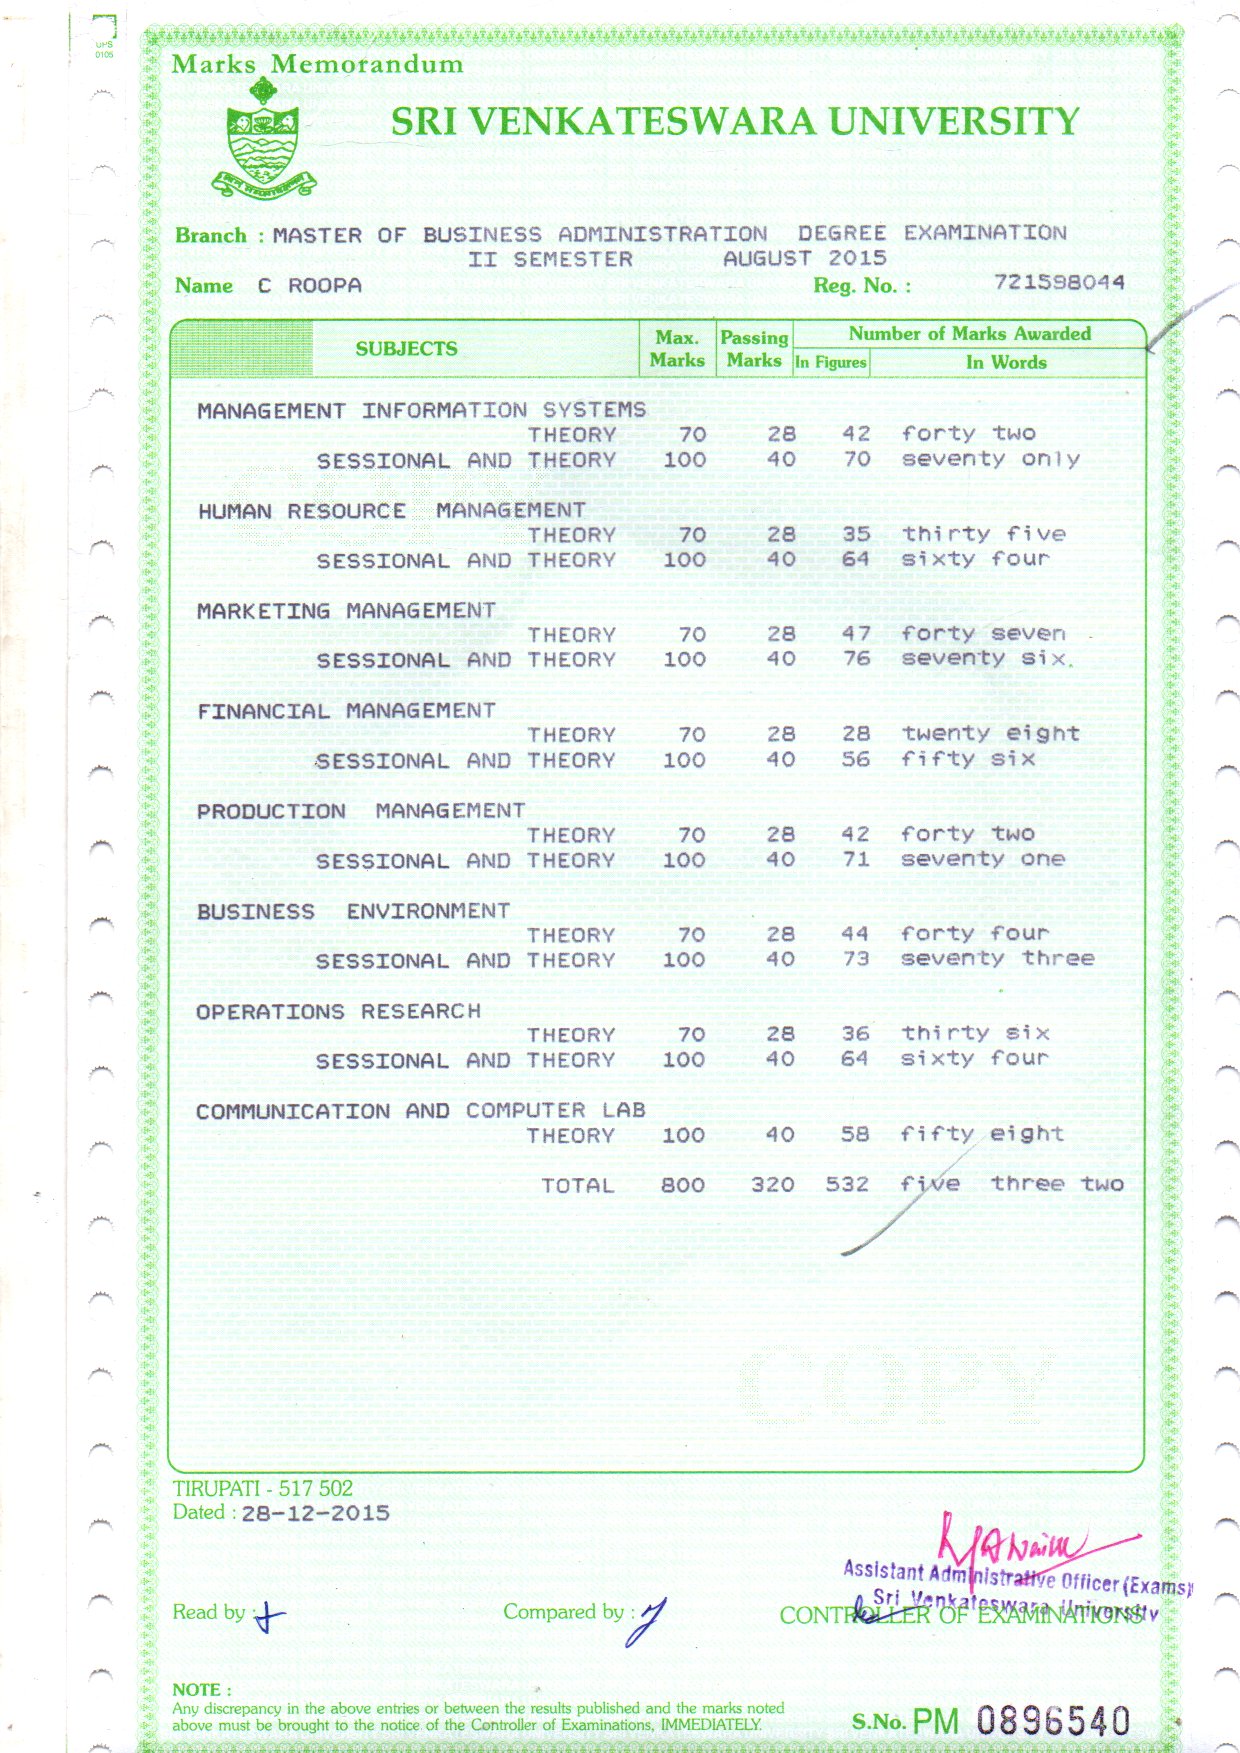 UPS
0105
Marks Memorandum
SRI VENKATESWARA UNIVERSITY
Branch : MASTER OF BUSINESS ADMINISTRATION DEGREE EXAMINATION
II SEMESTER AUGUST 2015
Name C ROOPA Reg. No. : 721598044
SUBJECTS Max. Marks Passing Marks Number of Marks Awarded
In Figures In Words
MANAGEMENT INFORMATION SYSTEMS
THEORY 70 28 42 forty two
SESSIONAL AND THEORY 100 40 70 seventy only
HUMAN RESOURCE MANAGEMENT
THEORY 70 28 35 thirty five
SESSIONAL AND THEORY 100 40 64 sixty four
MARKETING MANAGEMENT
THEORY 70 28 47 forty seven
SESSIONAL AND THEORY 100 40 76 seventy six.
FINANCIAL MANAGEMENT
THEORY 70 28 28 twenty eight
SESSIONAL AND THEORY 100 40 56 fifty six
PRODUCTION MANAGEMENT
THEORY 70 28 42 forty two
SESSIONAL AND THEORY 100 40 71 seventy one
BUSINESS ENVIRONMENT
THEORY 70 28 44 forty four
SESSIONAL AND THEORY 100 40 73 seventy three
OPERATIONS RESEARCH
THEORY 70 28 36 thirty six
SESSIONAL AND THEORY 100 40 64 sixty four
COMMUNICATION AND COMPUTER LAB
THEORY 100 40 58 fifty eight
TOTAL 800 320 532 five three two
COPY
TIRUPATI - 517 502
Dated : 28-12-2015
Assistant Administrative Officer (Exams)
Sri Venkateswara University
Read by : Compared by : CONTROLLER OF EXAMINATIONS
NOTE :
Any discrepancy in the above entries or between the results published and the marks noted
above must be brought to the notice of the Controller of Examinations, IMMEDIATELY.
S.No. PM 0896540